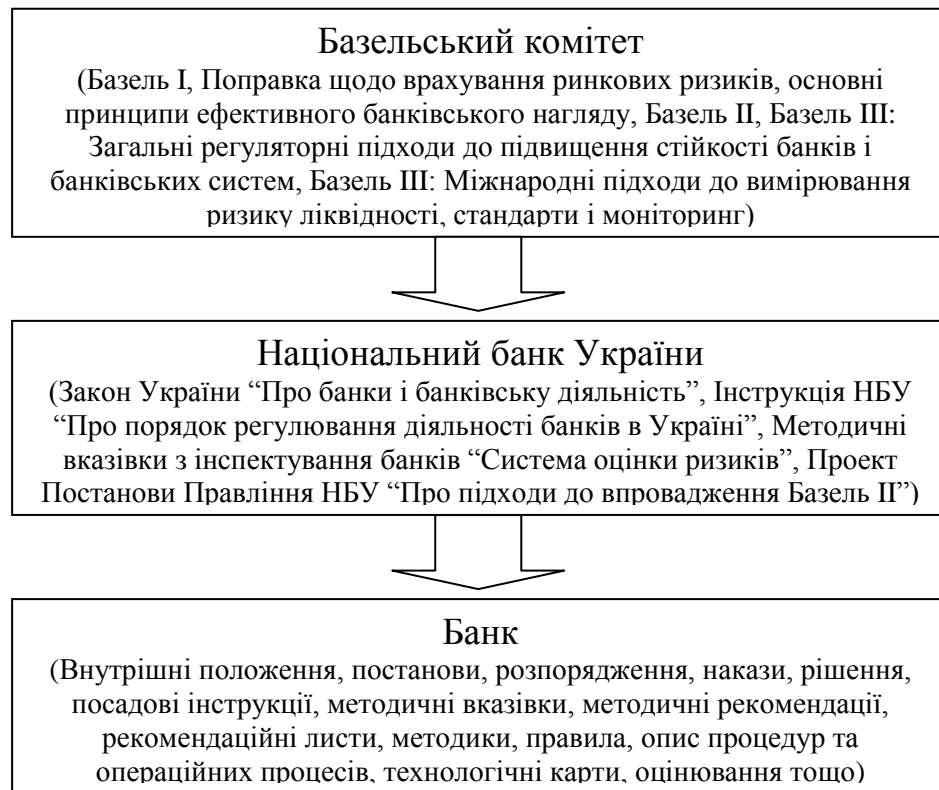 Базельський комітет
(Базель І, Поправка щодо врахування ринкових ризиків, основні
принципи ефективного банківського нагляду, Базель ІІ, Базель ІІІ:
Загальні регуляторні підходи до підвищення стійкості банків і
банківських систем, Базель ІІІ: Міжнародні підходи до вимірювання
ризику ліквідності, стандарти і моніторинг)
Національний банк України
(Закон України “Про банки і банківську діяльність”, Інструкція НБУ
“Про порядок регулювання діяльності банків в Україні”, Методичні
вказівки з інспектування банків “Система оцінки ризиків”, Проект
Постанови Правління НБУ “Про підходи до впровадження Базель ІІ”)
Банк
(Внутрішні положення, постанови, розпорядження, накази, рішення,
посадові інструкції, методичні вказівки, методичні рекомендації,
рекомендаційні листи, методики, правила, опис процедур та
операційних процесів, технологічні карти, оцінювання тощо)